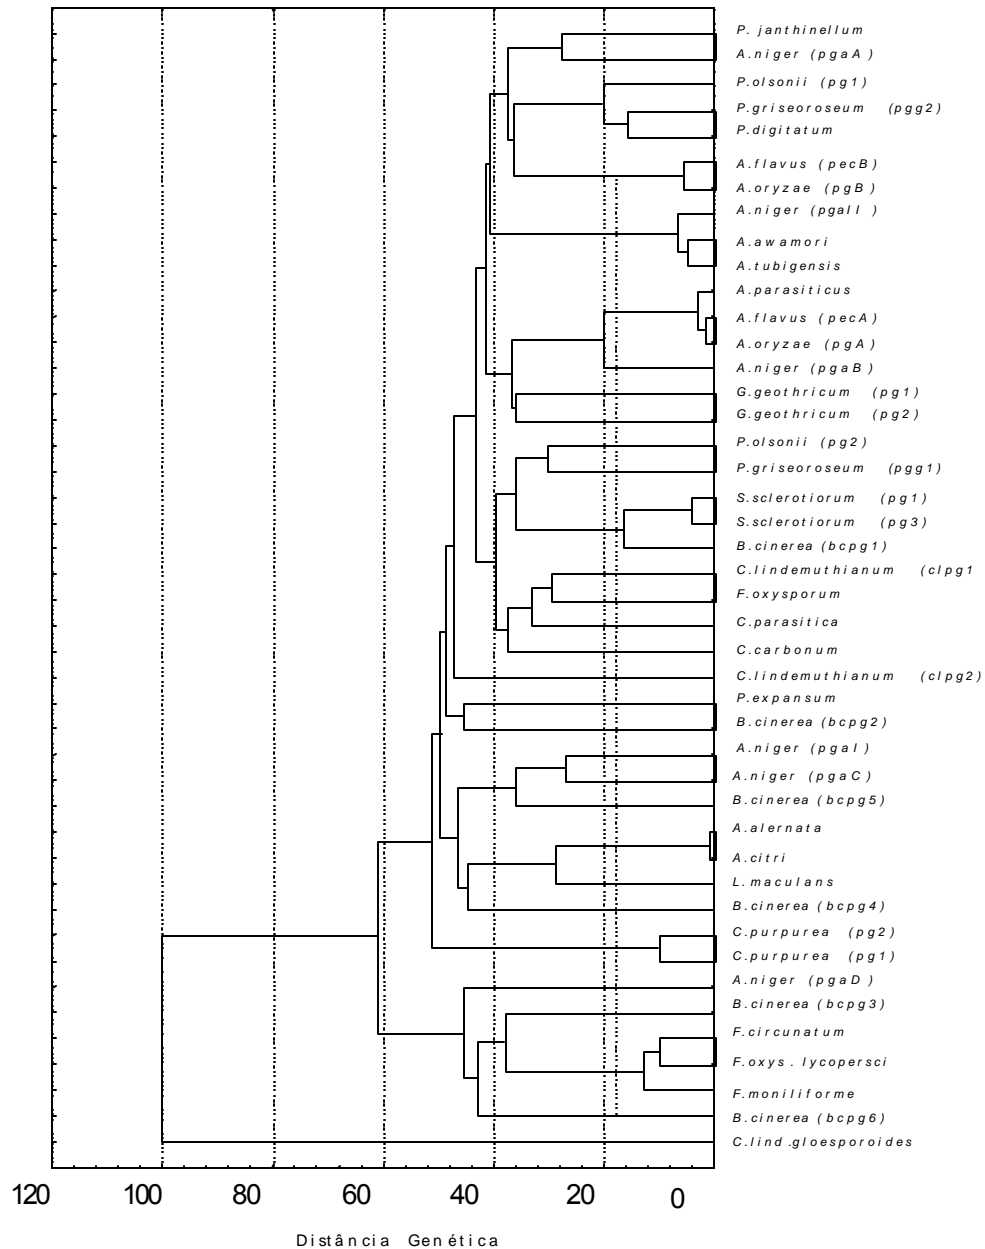 P. janthinellum
A.niger (pgaA)
P.olsonii (pg1)
P.griseoroseum (pgg2)
P.digitatum
A.flavus (pecB)
A.oryzae (pgB)
A.niger (pgaII)
A.awamori
A.tubigensis
A.parasiticus
A.flavus (pecA)
A.oryzae (pgA)
A.niger (pgaB)
G.geothricum (pg1)
G.geothricum (pg2)
P.olsonii (pg2)
P.griseoroseum (pgg1)
S.sclerotiorum (pg1)
S.sclerotiorum (pg3)
B.cinerea (bcpg1)
C.lindemuthianum (clpg1
F.oxysporum
C.parasitica
C.carbonum
C.lindemuthianum (clpg2)
P.expansum
B.cinerea (bcpg2)
A.niger (pgaI)
A.niger (pgaC)
B.cinerea (bcpg5)
A.alernata
A.citri
L.maculans
B.cinerea (bcpg4)
C.purpurea (pg2)
C.purpurea (pg1)
A.niger (pgaD)
B.cinerea (bcpg3)
F.circunatum
F.oxys. lycopersci
F.moniliforme
B.cinerea (bcpg6)
C.lind.gloesporoides
120 100 80 60 40 20 0
Distância Genética